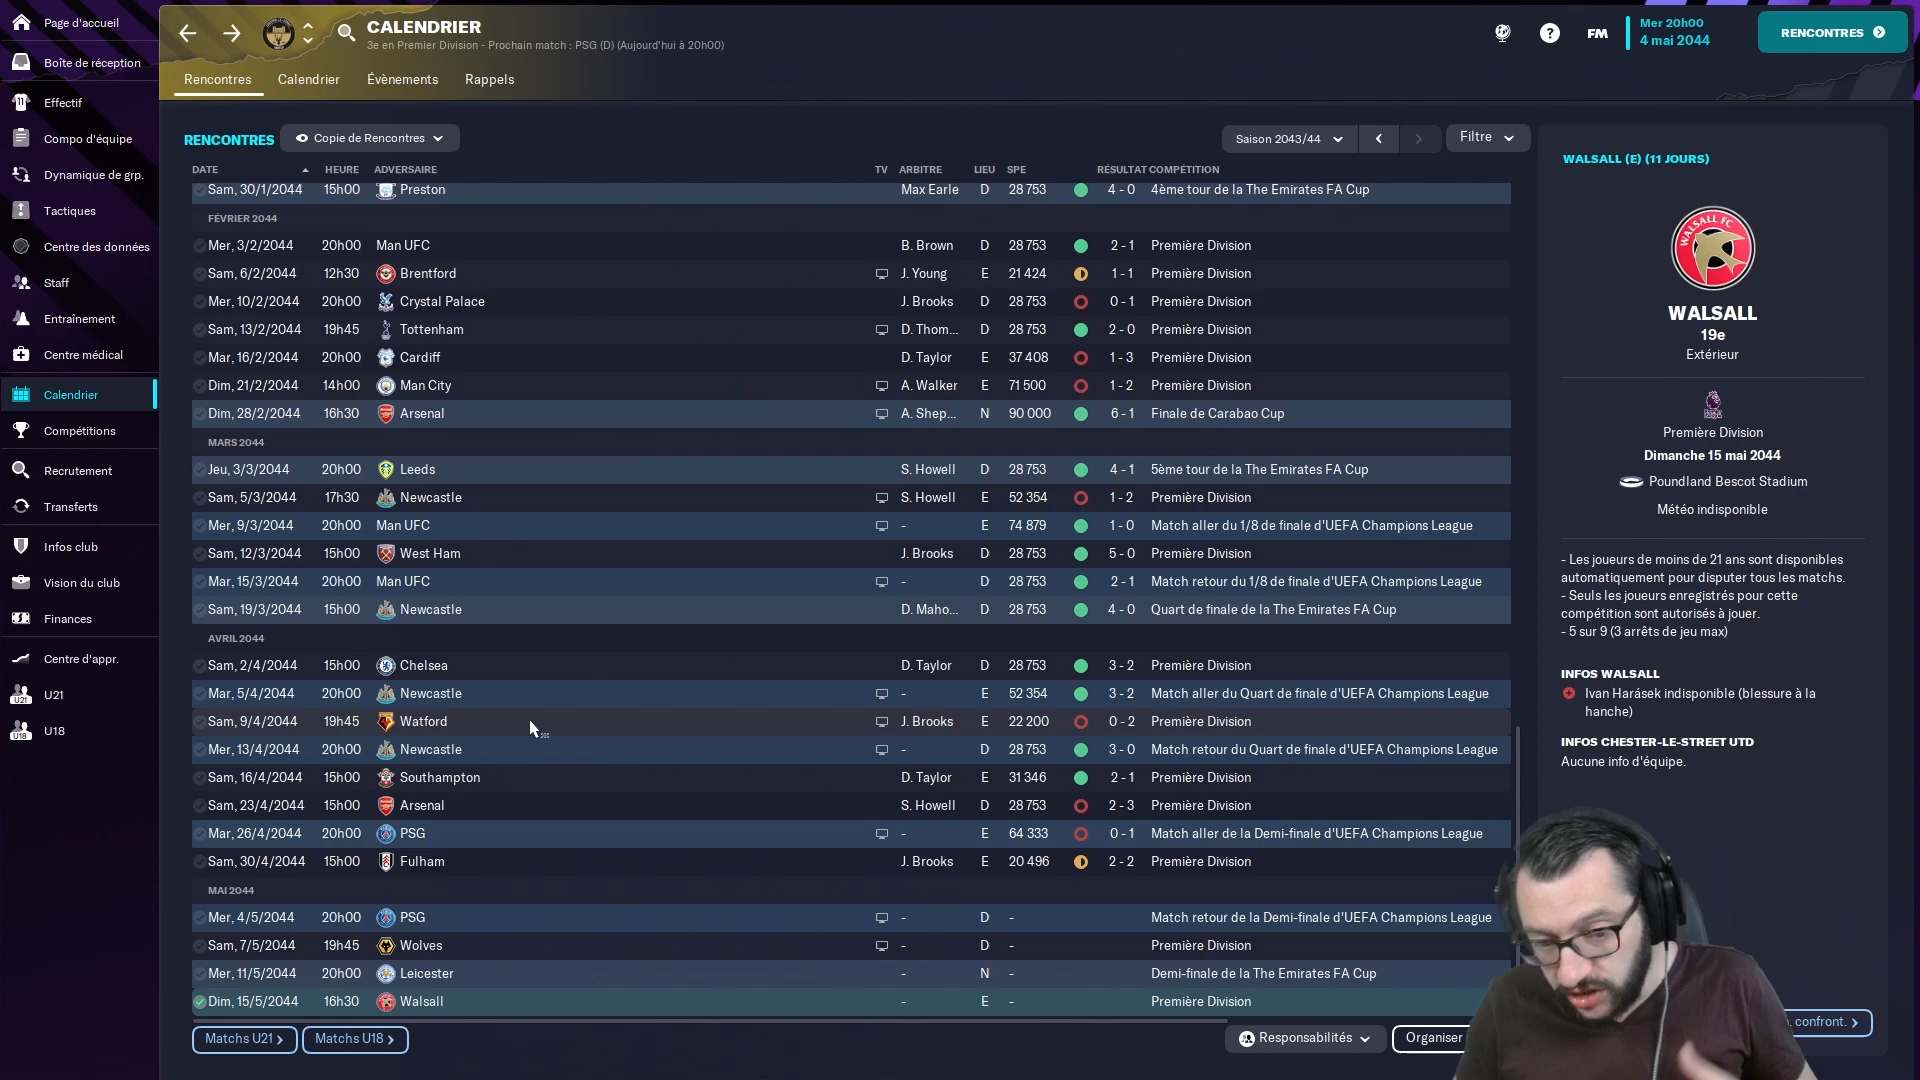 Page d'accueil
Boîte de réception
Effectif
Compo d'équipe
Dynamique de grp.
Tactiques
Centre des données
Staff
Entraînement
Centre médical
Calendrier
Compétitions
Recrutement
Transferts
Infos club
Vision du club
Finances
Centre d'appr.
U21
U18
CALENDRIER
3e en Premier Division - Prochain match : PSG (D) (Aujourd'hui à 20h00)
FM
Mer 20h00
4 mai 2044
RENCONTRES
Rencontres Calendrier Évènements Rappels
RENCONTRES Copie de Rencontres Saison 2043/44 Filtre
DATE HEURE ADVERSAIRE TV ARBITRE LIEU SPE RÉSULTAT COMPÉTITION
Sam, 30/1/2044 15h00 Preston Max Earle D 28 753 4 - 0 4ème tour de la The Emirates FA Cup
FÉVRIER 2044
Mer, 3/2/2044 20h00 Man UFC B. Brown D 28 753 2 - 1 Première Division
Sam, 6/2/2044 12h30 Brentford J. Young E 21 424 1 - 1 Première Division
Mer, 10/2/2044 20h00 Crystal Palace J. Brooks D 28 753 0 - 1 Première Division
Sam, 13/2/2044 19h45 Tottenham D. Thom... D 28 753 2 - 0 Première Division
Mar, 16/2/2044 20h00 Cardiff D. Taylor E 37 408 1 - 3 Première Division
Dim, 21/2/2044 14h00 Man City A. Walker E 71 500 1 - 2 Première Division
Dim, 28/2/2044 16h30 Arsenal A. Shep... N 90 000 6 - 1 Finale de Carabao Cup
MARS 2044
Jeu, 3/3/2044 20h00 Leeds S. Howell D 28 753 4 - 1 5ème tour de la The Emirates FA Cup
Sam, 5/3/2044 17h30 Newcastle S. Howell E 52 354 1 - 2 Première Division
Mer, 9/3/2044 20h00 Man UFC - E 74 879 1 - 0 Match aller du 1/8 de finale d'UEFA Champions League
Sam, 12/3/2044 15h00 West Ham J. Brooks D 28 753 5 - 0 Première Division
Mar, 15/3/2044 20h00 Man UFC - D 28 753 2 - 1 Match retour du 1/8 de finale d'UEFA Champions League
Sam, 19/3/2044 15h00 Newcastle D. Maho... D 28 753 4 - 0 Quart de finale de la The Emirates FA Cup
AVRIL 2044
Sam, 2/4/2044 15h00 Chelsea D. Taylor D 28 753 3 - 2 Première Division
Mar, 5/4/2044 20h00 Newcastle - E 52 354 3 - 2 Match aller du Quart de finale d'UEFA Champions League
Sam, 9/4/2044 19h45 Watford J. Brooks E 22 200 0 - 2 Première Division
Mer, 13/4/2044 20h00 Newcastle - D 28 753 3 - 0 Match retour du Quart de finale d'UEFA Champions League
Sam, 16/4/2044 15h00 Southampton D. Taylor E 31 346 2 - 1 Première Division
Sam, 23/4/2044 15h00 Arsenal S. Howell D 28 753 2 - 3 Première Division
Mar, 26/4/2044 20h00 PSG - E 64 333 0 - 1 Match aller de la Demi-finale d'UEFA Champions League
Sam, 30/4/2044 15h00 Fulham J. Brooks E 20 496 2 - 2 Première Division
MAI 2044
Mer, 4/5/2044 20h00 PSG - D - Match retour de la Demi-finale d'UEFA Champions League
Sam, 7/5/2044 19h45 Wolves - D - Première Division
Mer, 11/5/2044 20h00 Leicester - N - Demi-finale de la The Emirates FA Cup
Dim, 15/5/2044 16h30 Walsall - E - Première Division
Matchs U21 Matchs U18 Responsabilités Organiser
WALSALL (E) (11 JOURS)
WALSALL FC
WALSALL
19e
Extérieur
Première Division
Dimanche 15 mai 2044
Poundland Bescot Stadium
Météo indisponible
- Les joueurs de moins de 21 ans sont disponibles
automatiquement pour disputer tous les matchs.
- Seuls les joueurs enregistrés pour cette
compétition sont autorisés à jouer.
- 5 sur 9 (3 arrêts de jeu max)
INFOS WALSALL
Ivan Harásek indisponible (blessure à la
hanche)
INFOS CHESTER-LE-STREET UTD
Aucune info d'équipe.
confront.